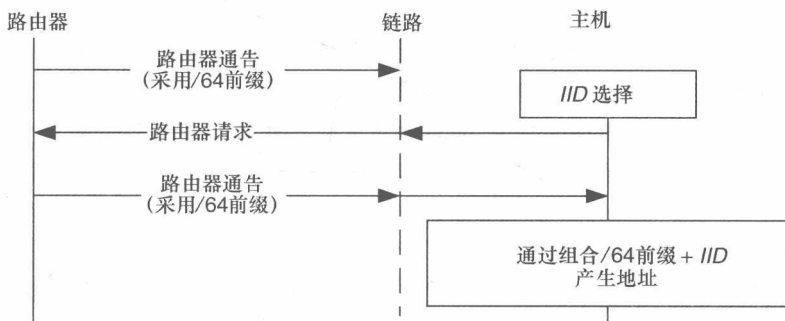 路由器
链路
主机
路由器通告
(采用/64前缀)
IID 选择
路由器请求
路由器通告
(采用/64前缀)
通过组合/64前缀 + IID
产生地址